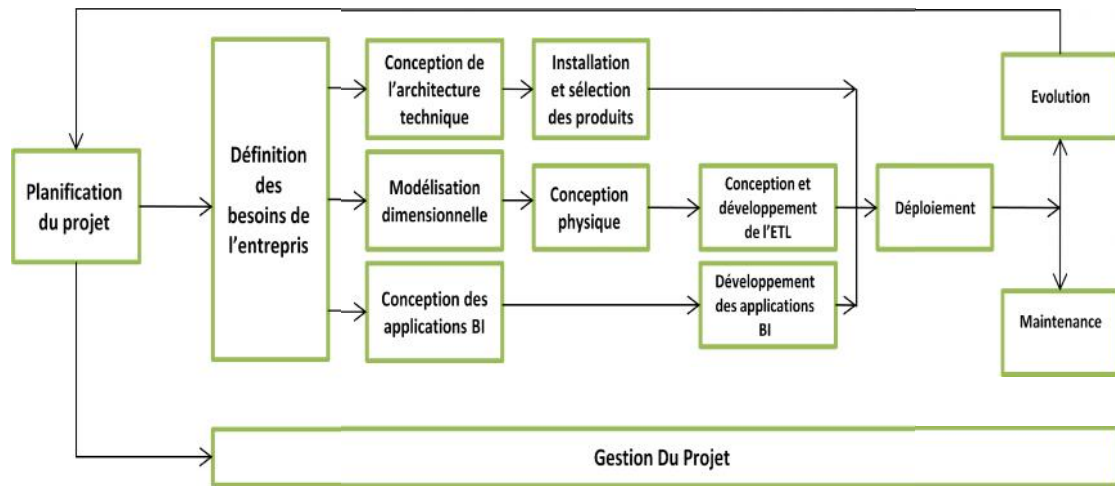 Planification
du projet
Définition
des
besoins de
l'entrepris
Conception de
l'architecture
technique
Installation
et sélection
des produits
Modélisation
dimensionnelle
Conception
physique
Conception et
développement
de l'ETL
Conception des
applications BI
Développement
des applications
BI
Déploiement
Evolution
Maintenance
Gestion Du Projet